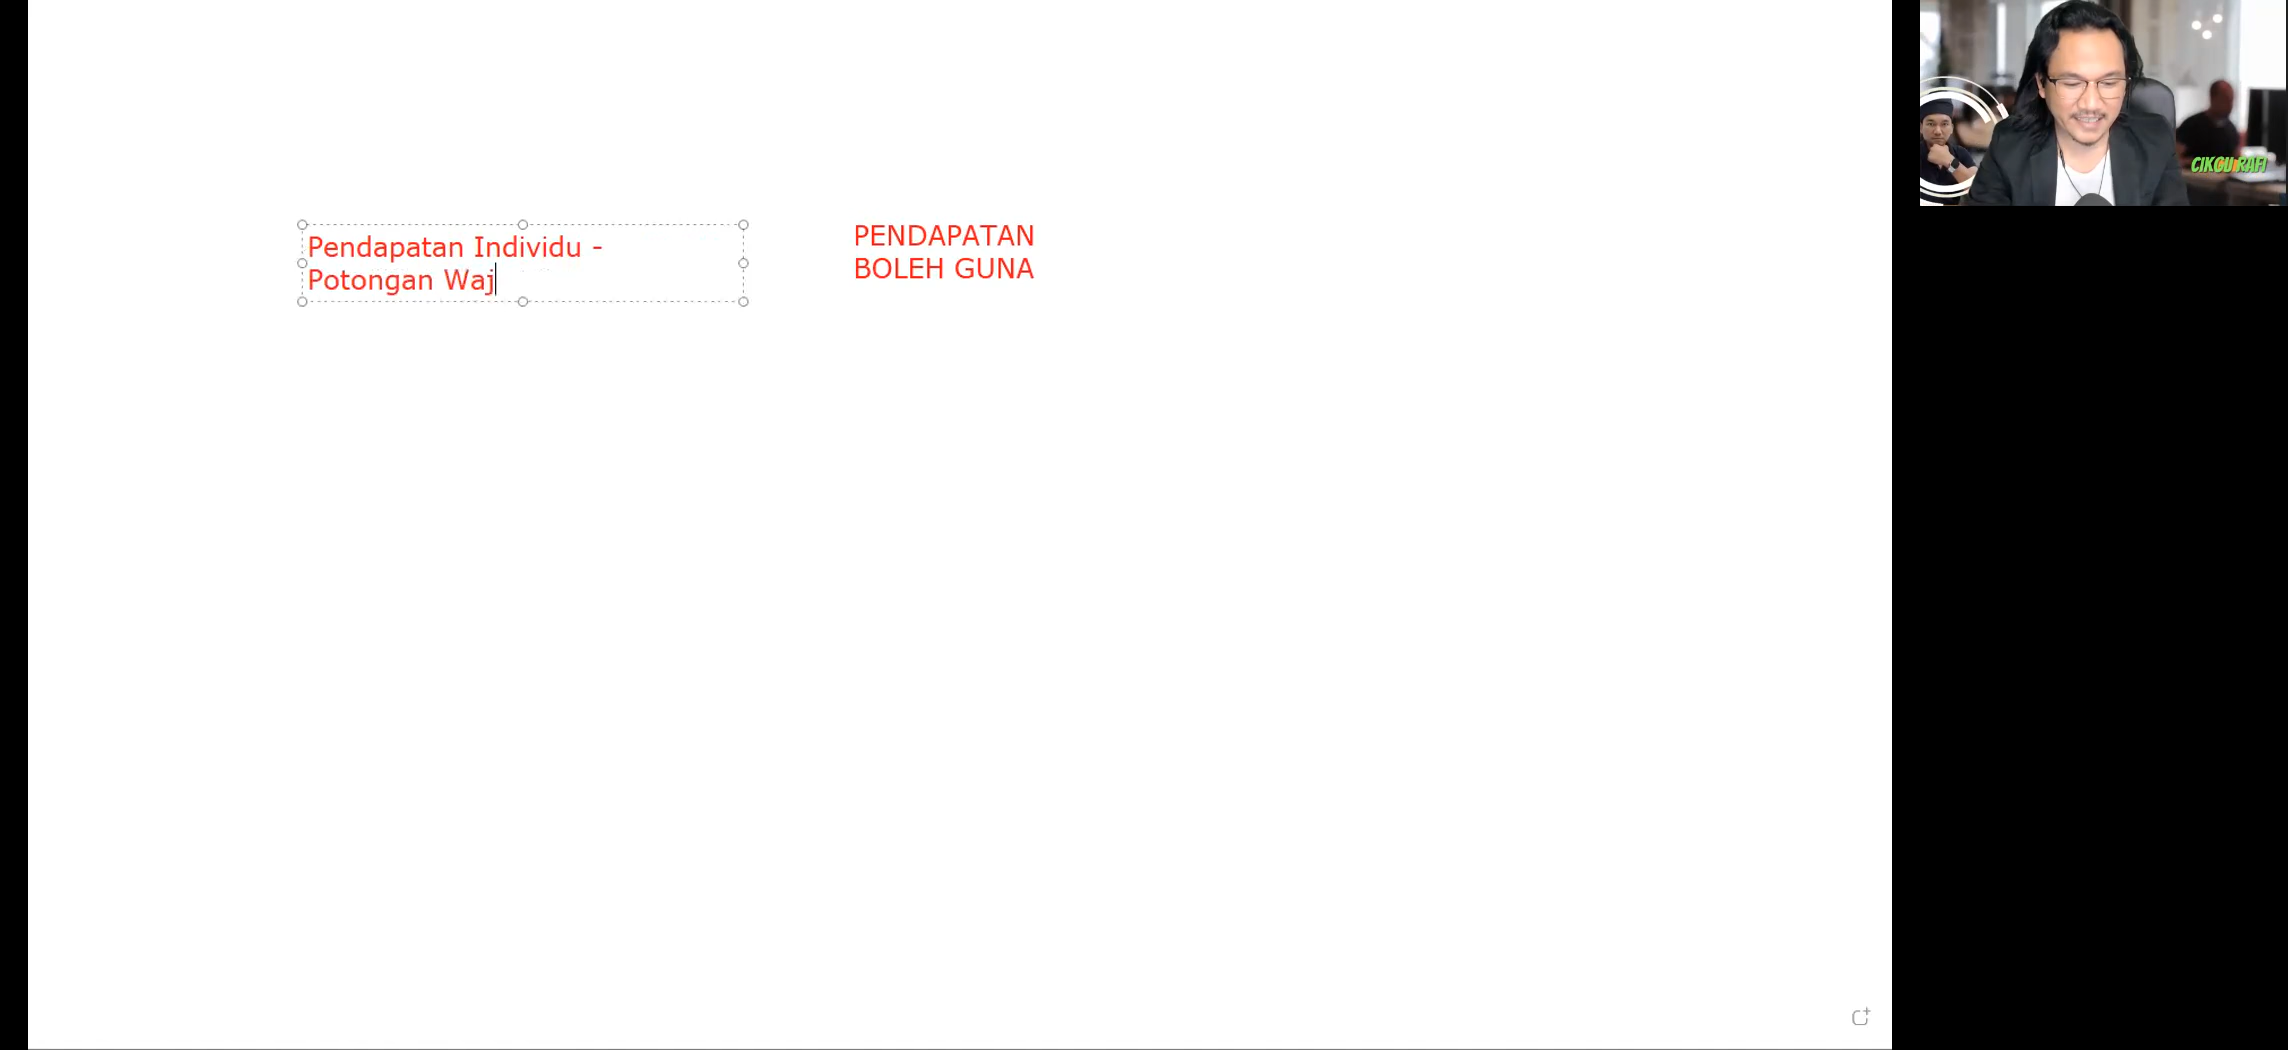 Pendapatan Individu -
Potongan Waj
PENDAPATAN
BOLEH GUNA
CIKGU RAFI